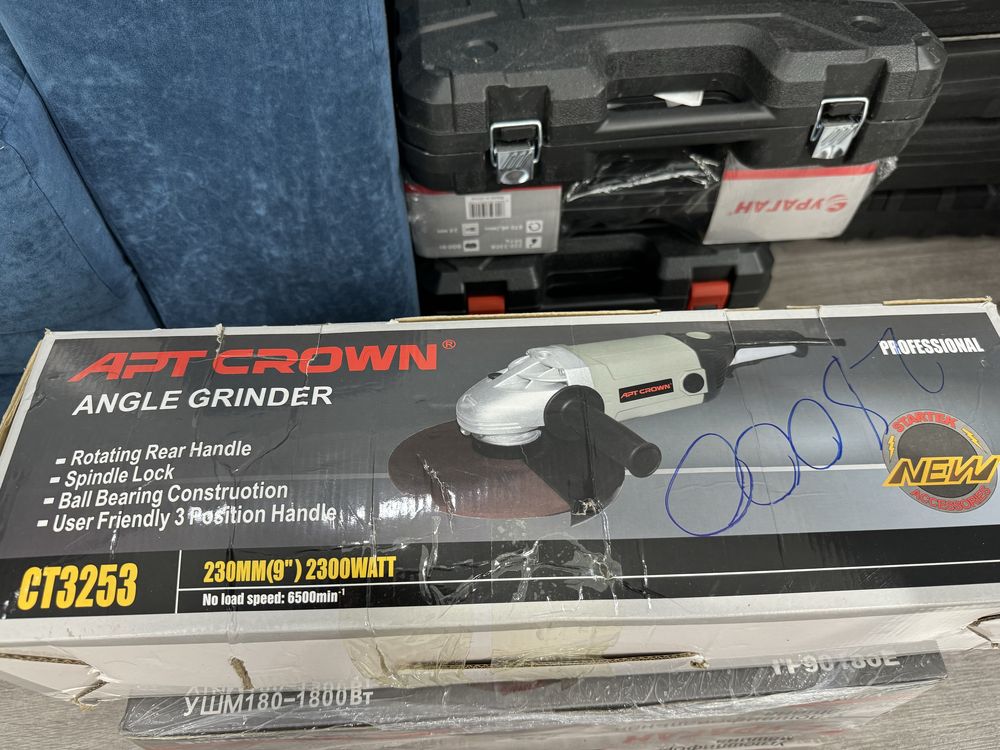 УРАГАН
APT CROWN®
ANGLE GRINDER
PROFESSIONAL
APT CROWN
- Rotating Rear Handle
- Spindle Lock
- Ball Bearing Construotion
- User Friendly 3 Position Handle
STARTEK
NEW
ACCESSORIES
CT3253
230MM(9") 2300WATT
No load speed: 6500min-1
УШМ180-1800Вт